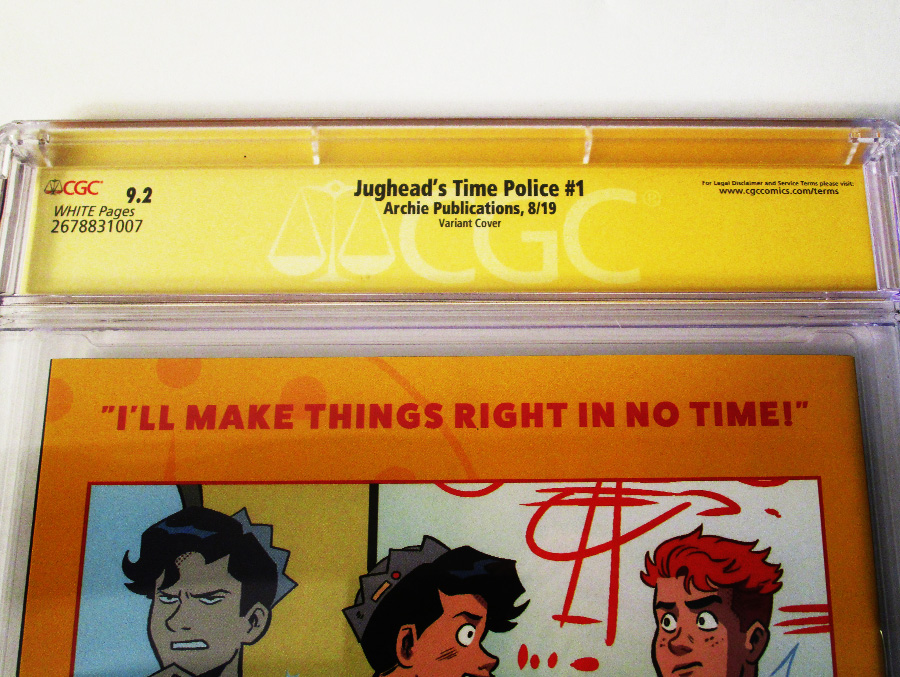 CGC
9.2
WHITE Pages
2678831007
Jughead's Time Police #1
Archie Publications, 8/19
Variant Cover
For Legal Disclaimer and Service Terms please visit:
www.cgccomics.com/terms
CGC®
"I'LL MAKE THINGS RIGHT IN NO TIME!"